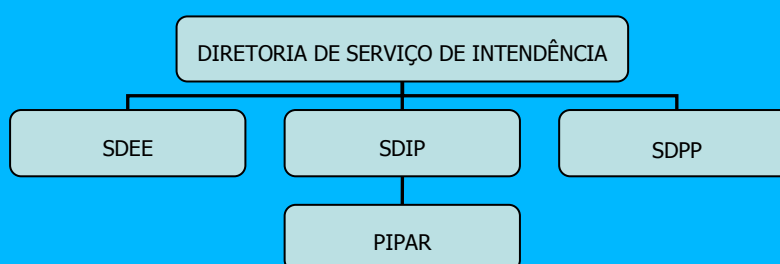 DIRETORIA DE SERVIÇO DE INTENDÊNCIA
SDEE
SDIP
SDPP
PIPAR